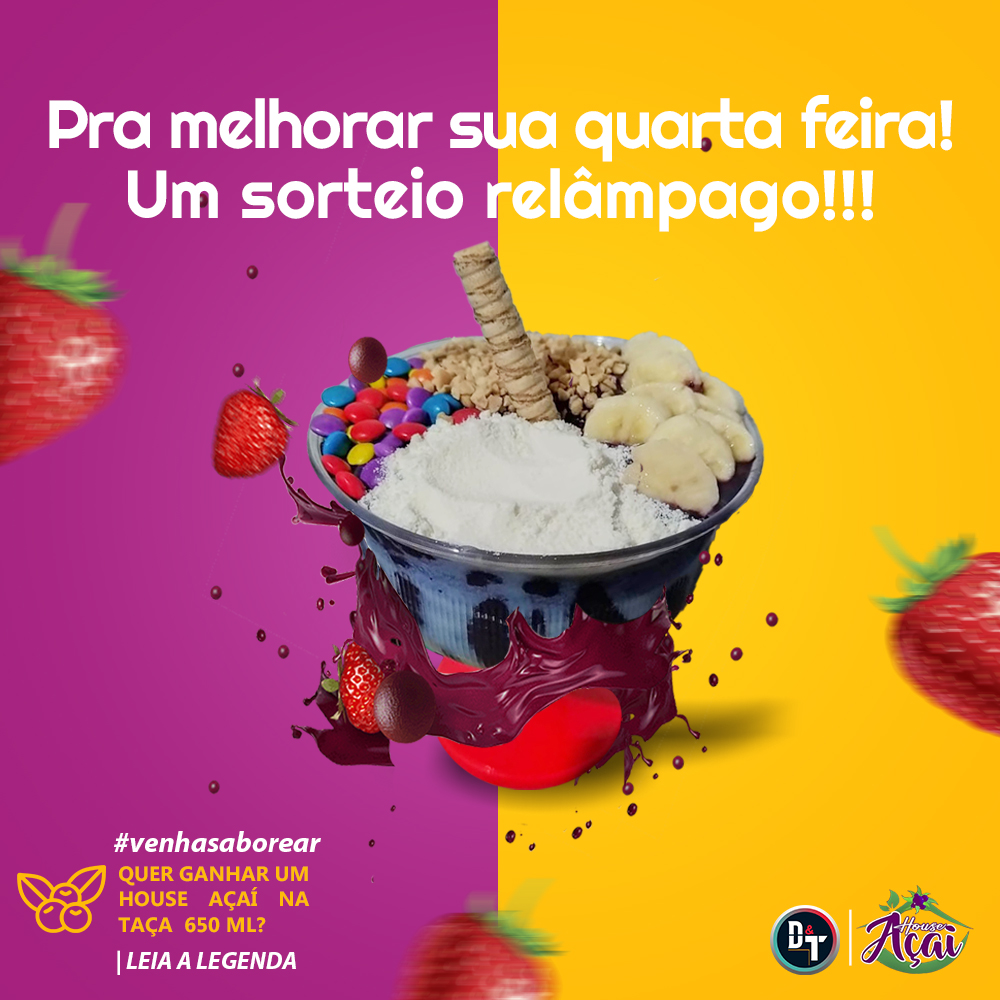 Pra melhorar sua quarta feira!
Um sorteio relâmpago!!!
#venhasaborear
QUER GANHAR UM
HOUSE AÇAÍ NA
TAÇA 650 ML?
| LEIA A LEGENDA
D&T
House
Açaí